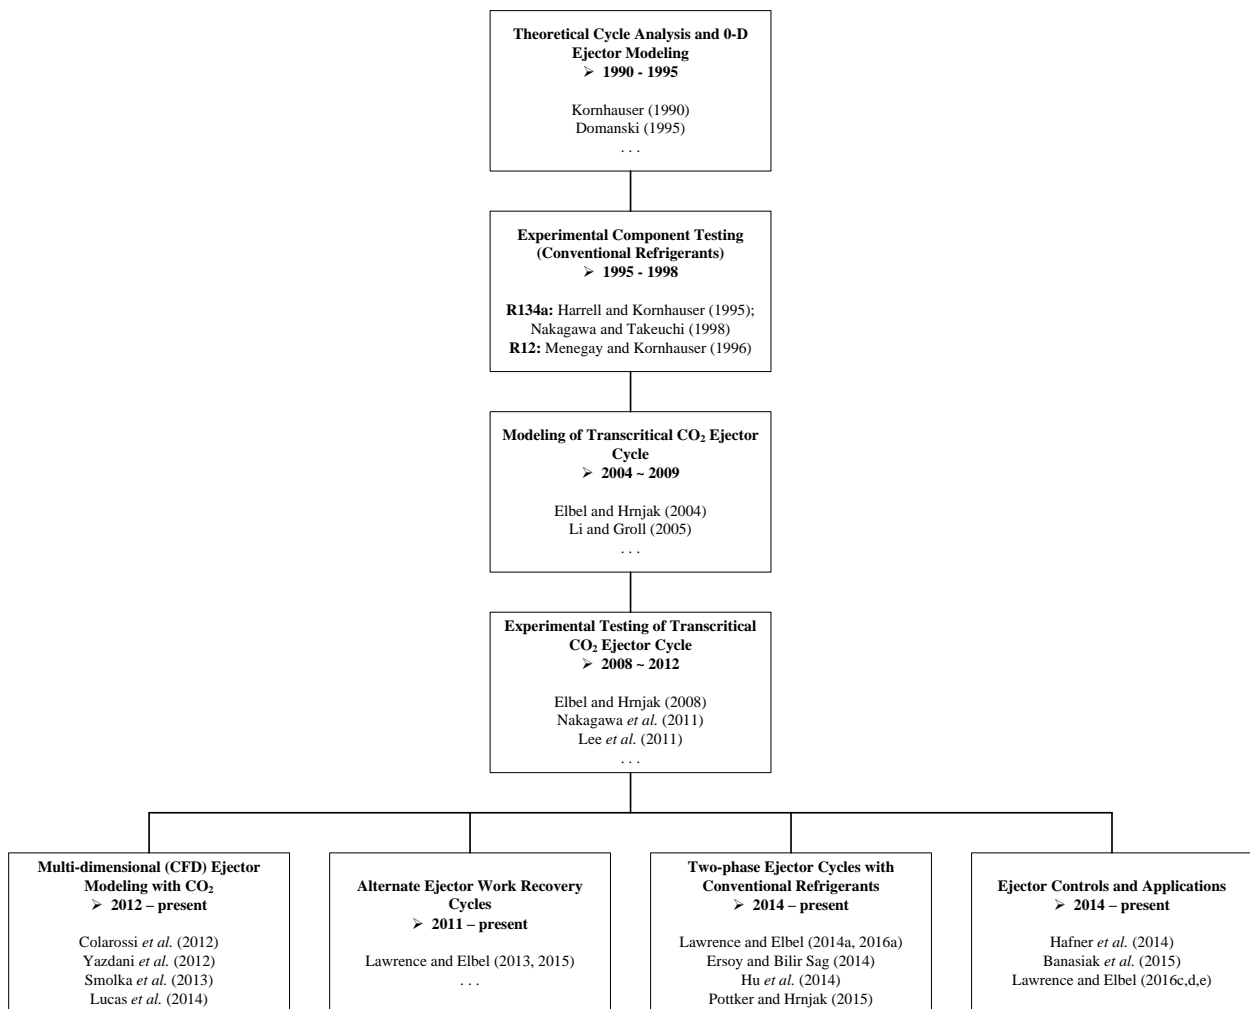 Theoretical Cycle Analysis and 0-D
Ejector Modeling
➢ 1990 - 1995
Kornhauser (1990)
Domanski (1995)
. . .
Experimental Component Testing
(Conventional Refrigerants)
➢ 1995 - 1998
R134a: Harrell and Kornhauser (1995);
Nakagawa and Takeuchi (1998)
R12: Menegay and Kornhauser (1996)
Modeling of Transcritical CO₂ Ejector
Cycle
➢ 2004 ~ 2009
Elbel and Hrnjak (2004)
Li and Groll (2005)
. . .
Experimental Testing of Transcritical
CO₂ Ejector Cycle
➢ 2008 ~ 2012
Elbel and Hrnjak (2008)
Nakagawa et al. (2011)
Lee et al. (2011)
. . .
Multi-dimensional (CFD) Ejector
Modeling with CO₂
➢ 2012 – present
Colarossi et al. (2012)
Yazdani et al. (2012)
Smolka et al. (2013)
Lucas et al. (2014)
Alternate Ejector Work Recovery
Cycles
➢ 2011 – present
Lawrence and Elbel (2013, 2015)
. . .
Two-phase Ejector Cycles with
Conventional Refrigerants
➢ 2014 – present
Lawrence and Elbel (2014a, 2016a)
Ersoy and Bilir Sag (2014)
Hu et al. (2014)
Pottker and Hrnjak (2015)
Ejector Controls and Applications
➢ 2014 – present
Hafner et al. (2014)
Banasiak et al. (2015)
Lawrence and Elbel (2016c,d,e)